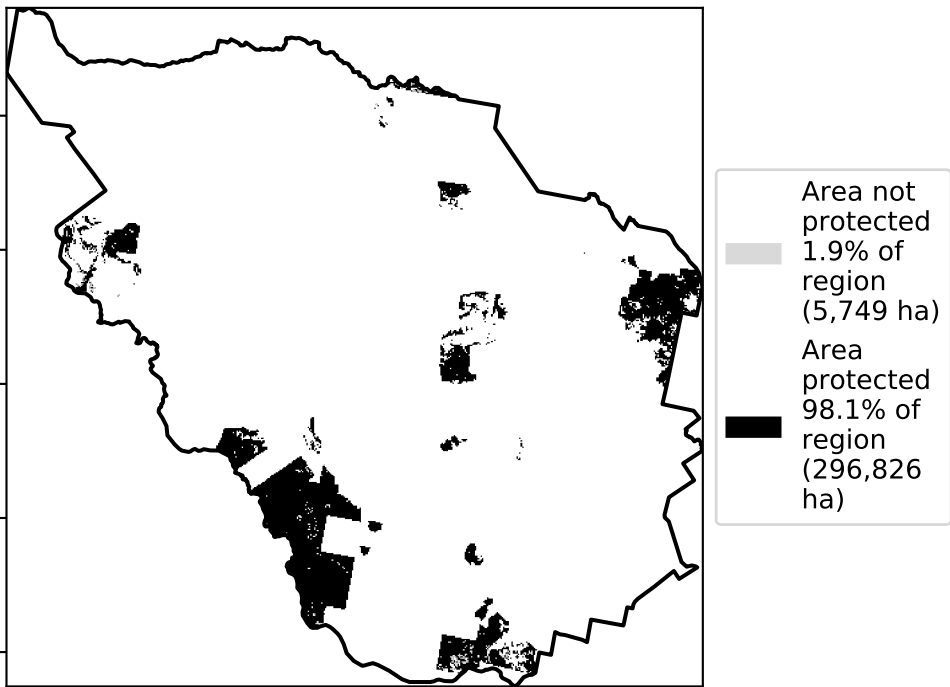 Area not
protected
1.9% of
region
(5,749 ha)
Area
protected
98.1% of
region
(296,826
ha)